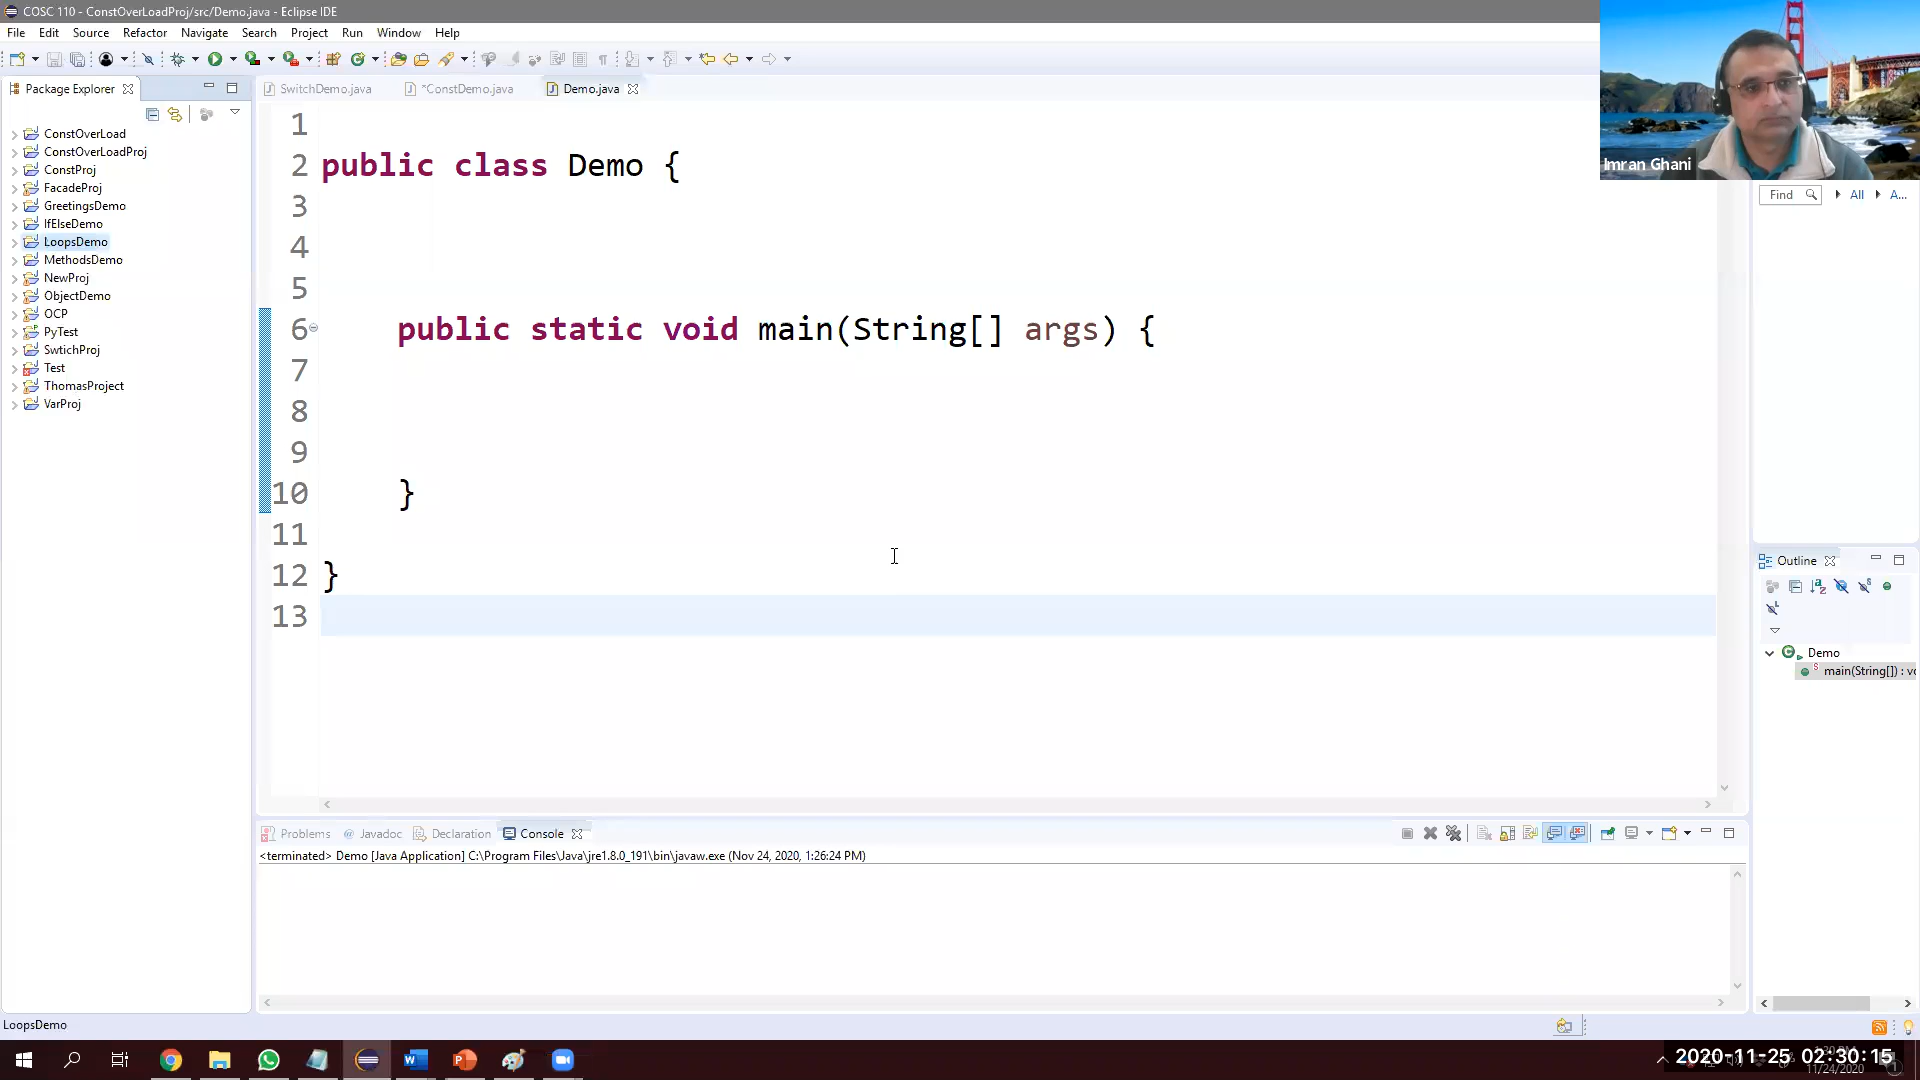 COSC 110 - ConstOverLoadProj/src/Demo.java - Eclipse IDE
File Edit Source Refactor Navigate Search Project Run Window Help
Package Explorer
SwitchDemo.java
*ConstDemo.java
Demo.java
ConstOverLoad
ConstOverLoadProj
ConstProj
FacadeProj
GreetingsDemo
IfElseDemo
LoopsDemo
MethodsDemo
NewProj
ObjectDemo
OCP
PyTest
SwtichProj
Test
ThomasProject
VarProj
1
2 public class Demo {
3
4
5
6 public static void main(String[] args) {
7
8
9
10 }
11
12 }
13
Imran Ghani
Find All A...
Outline
Demo
main(String[]) : vo
Problems Javadoc Declaration Console
<terminated> Demo [Java Application] C:\Program Files\Java\jre1.8.0_191\bin\javaw.exe (Nov 24, 2020, 1:26:24 PM)
LoopsDemo
2020-11-25 02:30:15
11/24/2020